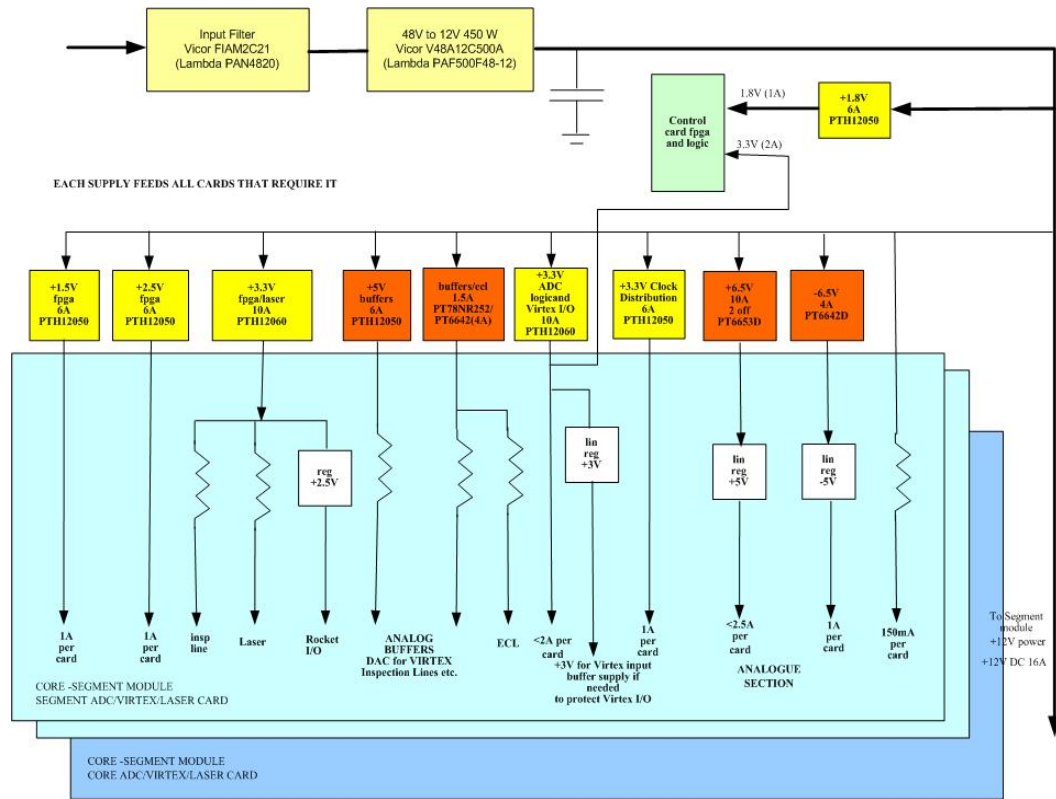 Input Filter
Vicor FIAM2C21
(Lambda PAN4820)
48V to 12V 450 W
Vicor V48A12C500A
(Lambda PAF500F48-12)
Control
card fpga
and logic
1.8V (1A)
3.3V (2A)
+1.8V
6A
PTH12050
EACH SUPPLY FEEDS ALL CARDS THAT REQUIRE IT
+1.5V
fpga
6A
PTH12050
+2.5V
fpga
6A
PTH12050
+3.3V
fpga/laser
10A
PTH12060
+5V
buffers
6A
PTH12050
buffers/ecl
1.5A
PT78NR252/
PT6642(4A)
+3.3V
ADC
logicand
Virtex I/O
10A
PTH12060
+3.3V Clock
Distribution
6A
PTH12050
+6.5V
10A
2 off
PT6653D
-6.5V
4A
PT6642D
reg
+2.5V
lin
reg
+3V
lin
reg
+5V
lin
reg
-5V
1A
per
card
1A
per
card
insp
line
Laser
Rocket
I/O
ANALOG
BUFFERS
DAC for VIRTEX
Inspection Lines etc.
ECL
<2A per
card
+3V for Virtex input
buffer supply if
needed
to protect Virtex I/O
1A
per
card
<2.5A
per
card
ANALOGUE
SECTION
1A
per
card
150mA
per
card
To Segment
module
+12V power
+12V DC 16A
CORE -SEGMENT MODULE
SEGMENT ADC/VIRTEX/LASER CARD
CORE -SEGMENT MODULE
CORE ADC/VIRTEX/LASER CARD